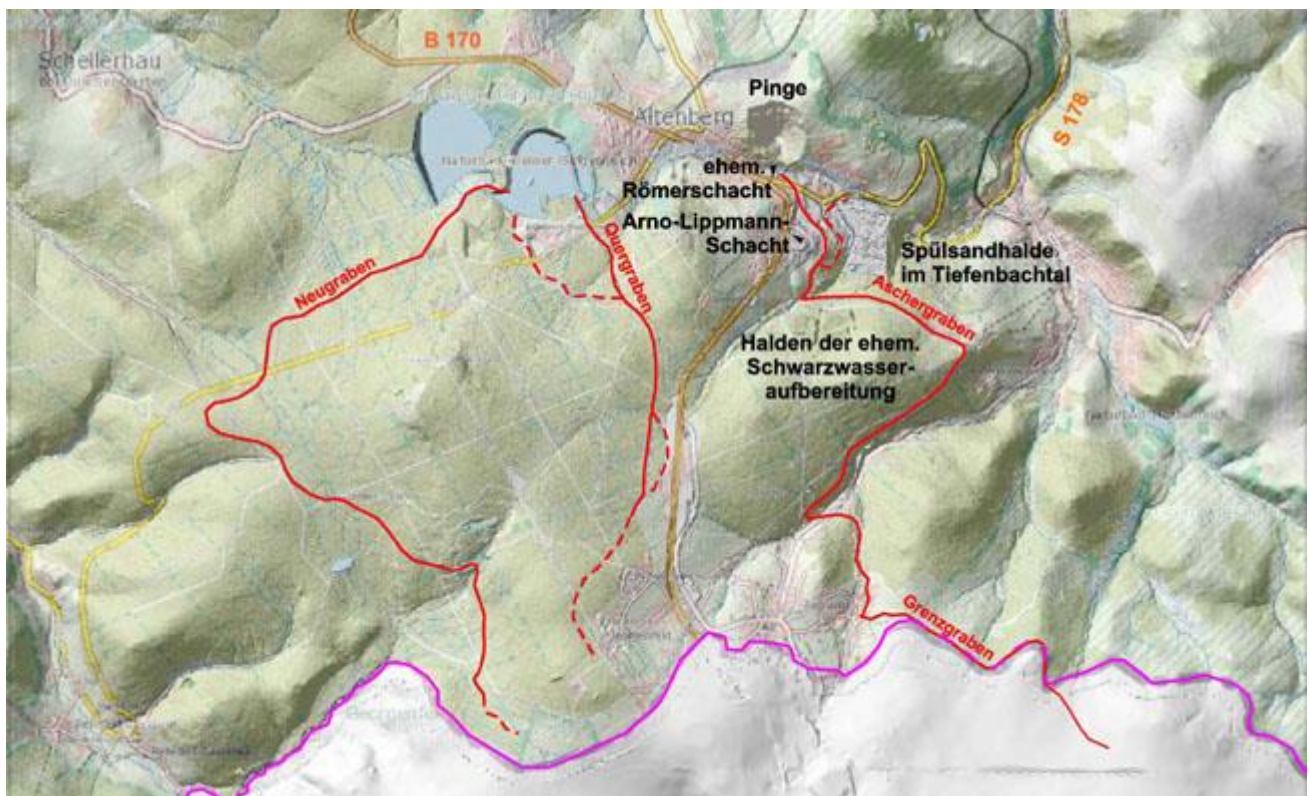 B 170
Schellerhau
Pinge
Altenberg
S 178
ehem.
Römerschacht
Arno-Lippmann-
Schacht
Spülsandhalde
im Tiefenbachtal
Neugraben
Quergraben
Aschergraben
Halden der ehem.
Schwarzwasser-
aufbereitung
Grenzgraben